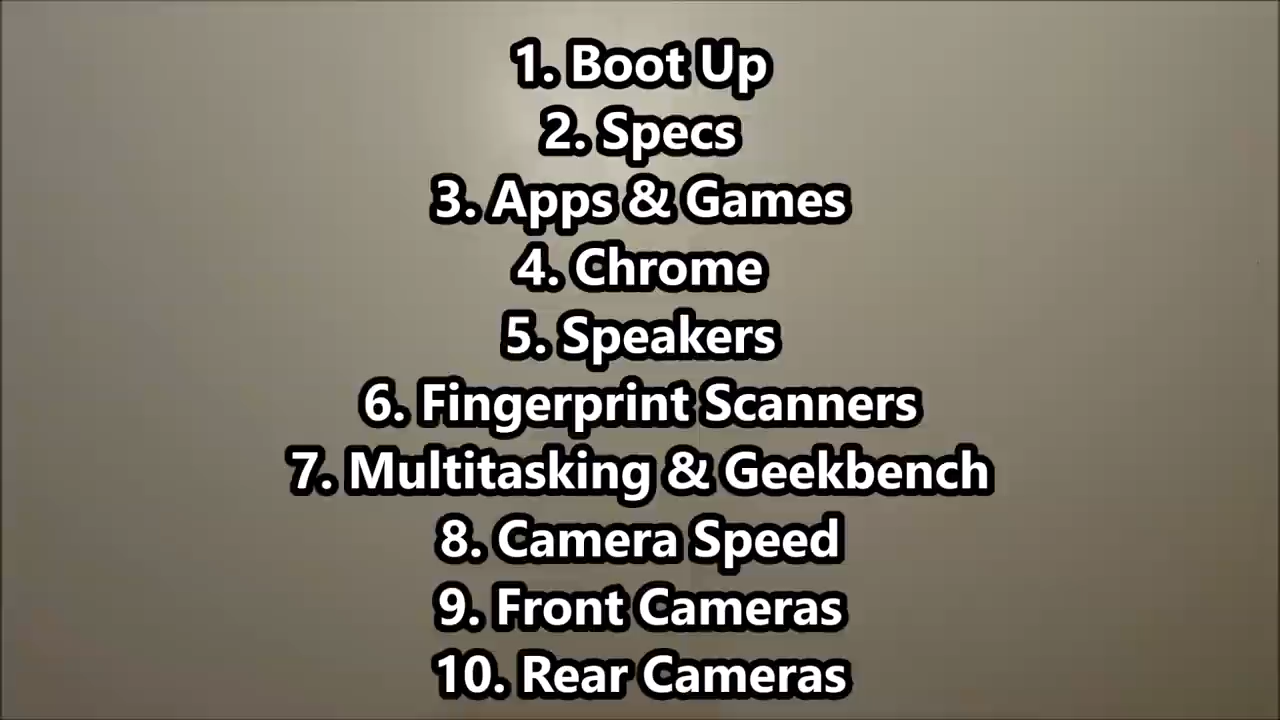 1. Boot Up
2. Specs
3. Apps & Games
4. Chrome
5. Speakers
6. Fingerprint Scanners
7. Multitasking & Geekbench
8. Camera Speed
9. Front Cameras
10. Rear Cameras